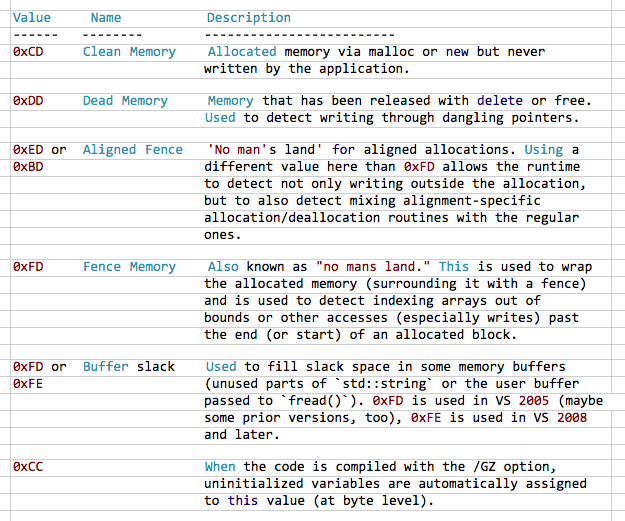 Value Name Description
------ -------- -------------------------
0xCD Clean Memory Allocated memory via malloc or new but never
written by the application.
0xDD Dead Memory Memory that has been released with delete or free.
Used to detect writing through dangling pointers.
0xED or Aligned Fence 'No man's land' for aligned allocations. Using a
0xBD different value here than 0xFD allows the runtime
to detect not only writing outside the allocation,
but to also detect mixing alignment-specific
allocation/deallocation routines with the regular
ones.
0xFD Fence Memory Also known as "no mans land." This is used to wrap
the allocated memory (surrounding it with a fence)
and is used to detect indexing arrays out of
bounds or other accesses (especially writes) past
the end (or start) of an allocated block.
0xFD or Buffer slack Used to fill slack space in some memory buffers
0xFE (unused parts of `std::string` or the user buffer
passed to `fread()`). 0xFD is used in VS 2005 (maybe
some prior versions, too), 0xFE is used in VS 2008
and later.
0xCC When the code is compiled with the /GZ option,
uninitialized variables are automatically assigned
to this value (at byte level).